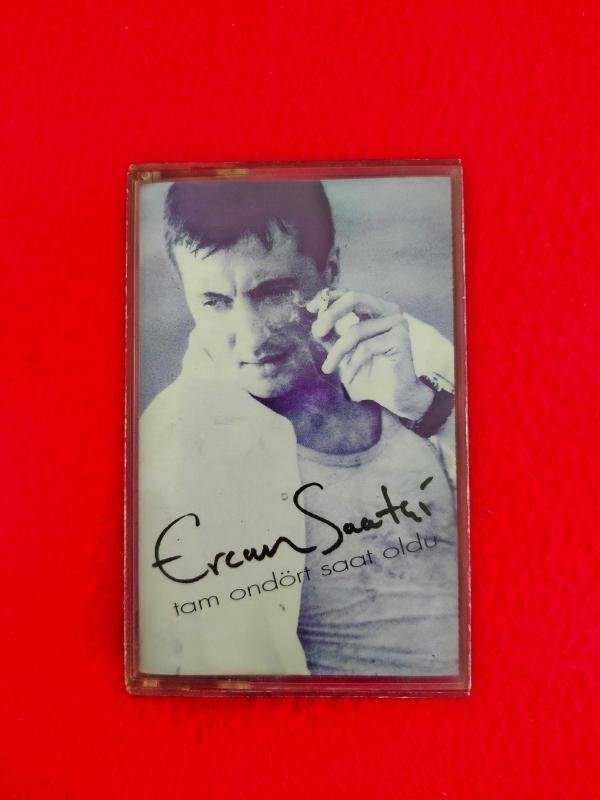 Ercan Saatçi
tam ondört saat oldu